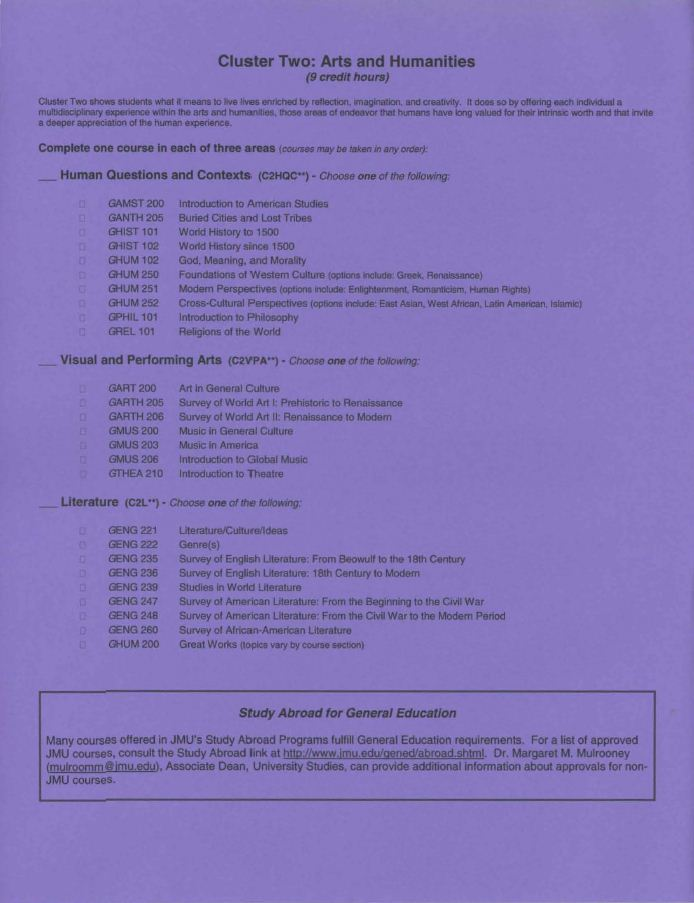 Cluster Two: Arts and Humanities
(9 credit hours)
Cluster Two shows students what it means to live lives enriched by reflection, imagination, and creativity. It does so by offering each individual a
multidisciplinary experience within the arts and humanities, those areas of endeavor that humans have long valued for their intrinsic worth and that invite
a deeper appreciation of the human experience.
Complete one course in each of three areas (courses may be taken in any order):
___ Human Questions and Contexts (C2HQC**) - Choose one of the following:
GAMST 200 Introduction to American Studies
GANTH 205 Buried Cities and Lost Tribes
GHIST 101 World History to 1500
GHIST 102 World History since 1500
GHUM 102 God, Meaning, and Morality
GHUM 250 Foundations of Western Culture (options include: Greek, Renaissance)
GHUM 251 Modern Perspectives (options include: Enlightenment, Romanticism, Human Rights)
GHUM 252 Cross-Cultural Perspectives (options include: East Asian, West African, Latin American, Islamic)
GPHIL 101 Introduction to Philosophy
GREL 101 Religions of the World
___ Visual and Performing Arts (C2VPA**) - Choose one of the following:
GART 200 Art in General Culture
GARTH 205 Survey of World Art I: Prehistoric to Renaissance
GARTH 206 Survey of World Art II: Renaissance to Modern
GMUS 200 Music in General Culture
GMUS 203 Music in America
GMUS 206 Introduction to Global Music
GTHEA 210 Introduction to Theatre
___ Literature (C2L**) - Choose one of the following:
GENG 221 Literature/Culture/Ideas
GENG 222 Genre(s)
GENG 235 Survey of English Literature: From Beowulf to the 18th Century
GENG 236 Survey of English Literature: 18th Century to Modern
GENG 239 Studies in World Literature
GENG 247 Survey of American Literature: From the Beginning to the Civil War
GENG 248 Survey of American Literature: From the Civil War to the Modern Period
GENG 260 Survey of African-American Literature
GHUM 200 Great Works (topics vary by course section)
Study Abroad for General Education
Many courses offered in JMU's Study Abroad Programs fulfill General Education requirements. For a list of approved
JMU courses, consult the Study Abroad link at http://www.jmu.edu/gened/abroad.shtml. Dr. Margaret M. Mulrooney
(mulroomm@jmu.edu), Associate Dean, University Studies, can provide additional information about approvals for non-
JMU courses.